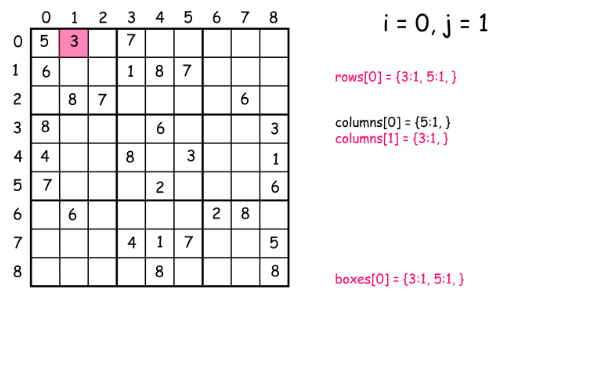 0 1 2 3 4 5 6 7 8
i = 0, j = 1
0 5 3 7
1 6 1 8 7
rows[0] = {3:1, 5:1, }
2 8 7 6
3 8 6 3
columns[0] = {5:1, }
columns[1] = {3:1, }
4 4 8 3 1
5 7 2 6
6 6 2 8
7 4 1 7 5
8 8 8
boxes[0] = {3:1, 5:1, }